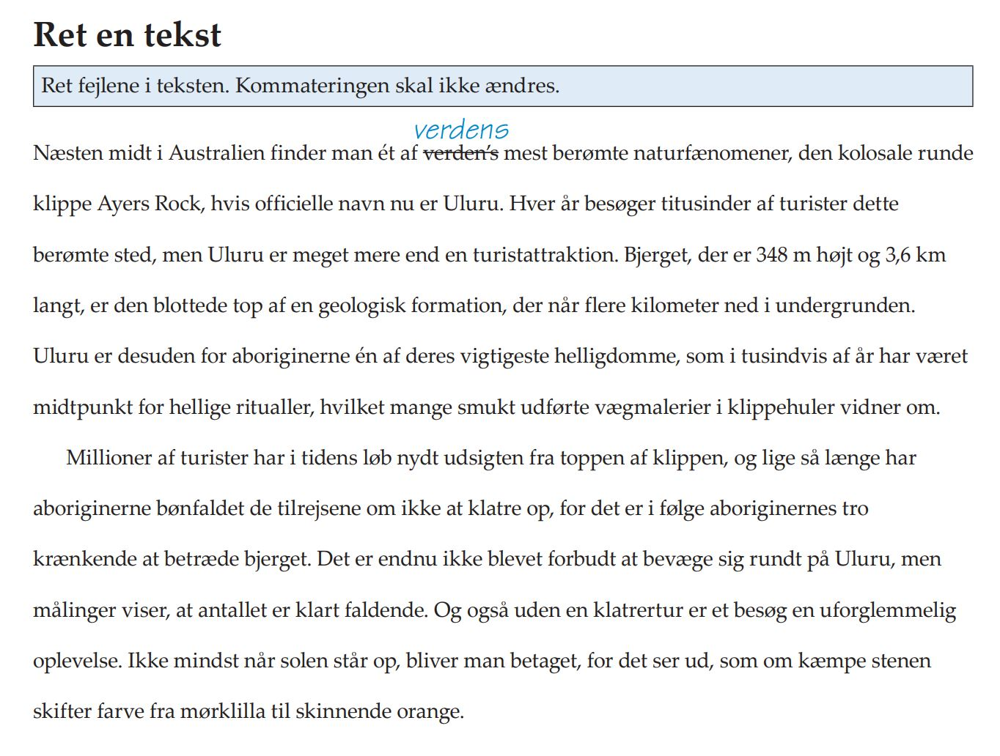 Ret en tekst
Ret fejlene i teksten. Kommateringen skal ikke ændres.
verdens
Næsten midt i Australien finder man ét af verden’s mest berømte naturfænomener, den kolosale runde
klippe Ayers Rock, hvis officielle navn nu er Uluru. Hver år besøger titusinder af turister dette
berømte sted, men Uluru er meget mere end en turistattraktion. Bjerget, der er 348 m højt og 3,6 km
langt, er den blottede top af en geologisk formation, der når flere kilometer ned i undergrunden.
Uluru er desuden for aboriginerne én af deres vigtigeste helligdomme, som i tusindvis af år har været
midtpunkt for hellige ritualler, hvilket mange smukt udførte vægmalerier i klippehuler vidner om.
Millioner af turister har i tidens løb nydt udsigten fra toppen af klippen, og lige så længe har
aboriginerne bønfaldet de tilrejsene om ikke at klatre op, for det er i følge aboriginernes tro
krænkende at betræde bjerget. Det er endnu ikke blevet forbudt at bevæge sig rundt på Uluru, men
målinger viser, at antallet er klart faldende. Og også uden en klatrertur er et besøg en uforglemmelig
oplevelse. Ikke mindst når solen står op, bliver man betaget, for det ser ud, som om kæmpe stenen
skifter farve fra mørklilla til skinnende orange.